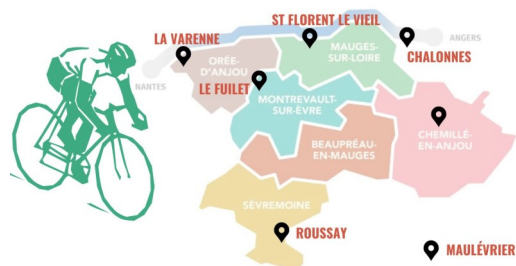 ST FLORENT LE VIEIL
LA VARENNE
ANGERS
MAUGES-
SUR-LOIRE
CHALONNES
ORÉE-
D'ANJOU
NANTES
LE FUILET
MONTREVAULT
SUR-ÈVRE
CHEMILLÉ-
EN-ANJOU
BEAUPRÉAU-
EN-MAUGES
SÈVREMOINE
ROUSSAY
MAULÉVRIER